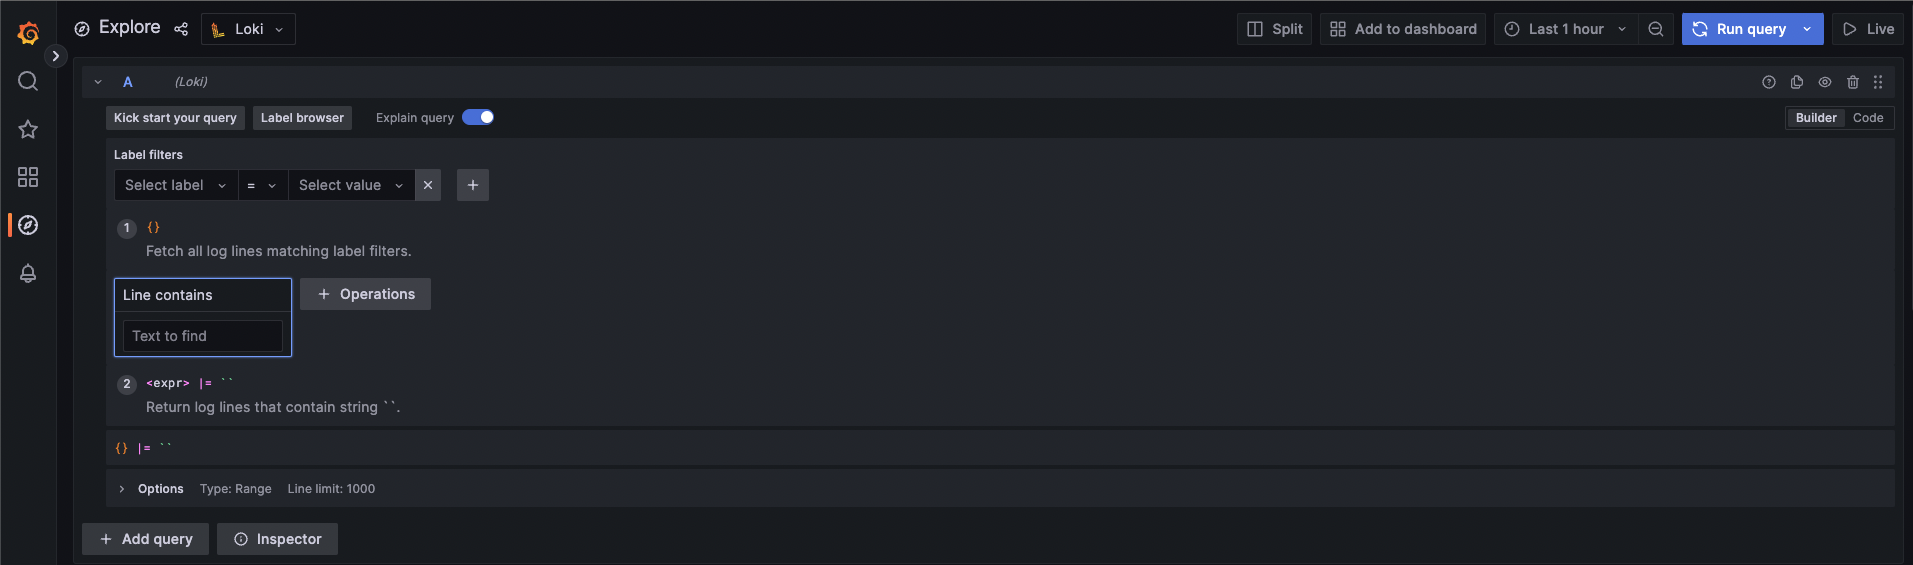 Explore Loki Split Add to dashboard Last 1 hour Run query Live
A (Loki)
Kick start your query Label browser Explain query Builder Code
Label filters
Select label = Select value
1 {}
Fetch all log lines matching label filters.
Line contains Operations
Text to find
2 <expr> |= ``
Return log lines that contain string ``.
{} |= ``
Options Type: Range Line limit: 1000
Add query Inspector